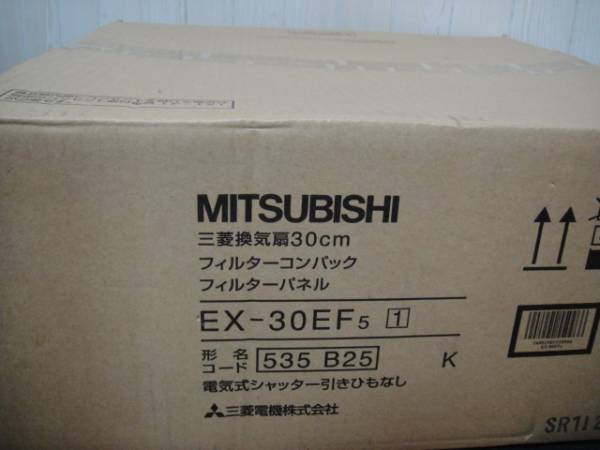 MITSUBISHI
三菱換気扇30cm
フィルターコンパック
フィルターパネル
EX-30EF5 1
形名コード 535 B25 K
電気式シャッター引きひもなし
三菱電機株式会社
SR1I2